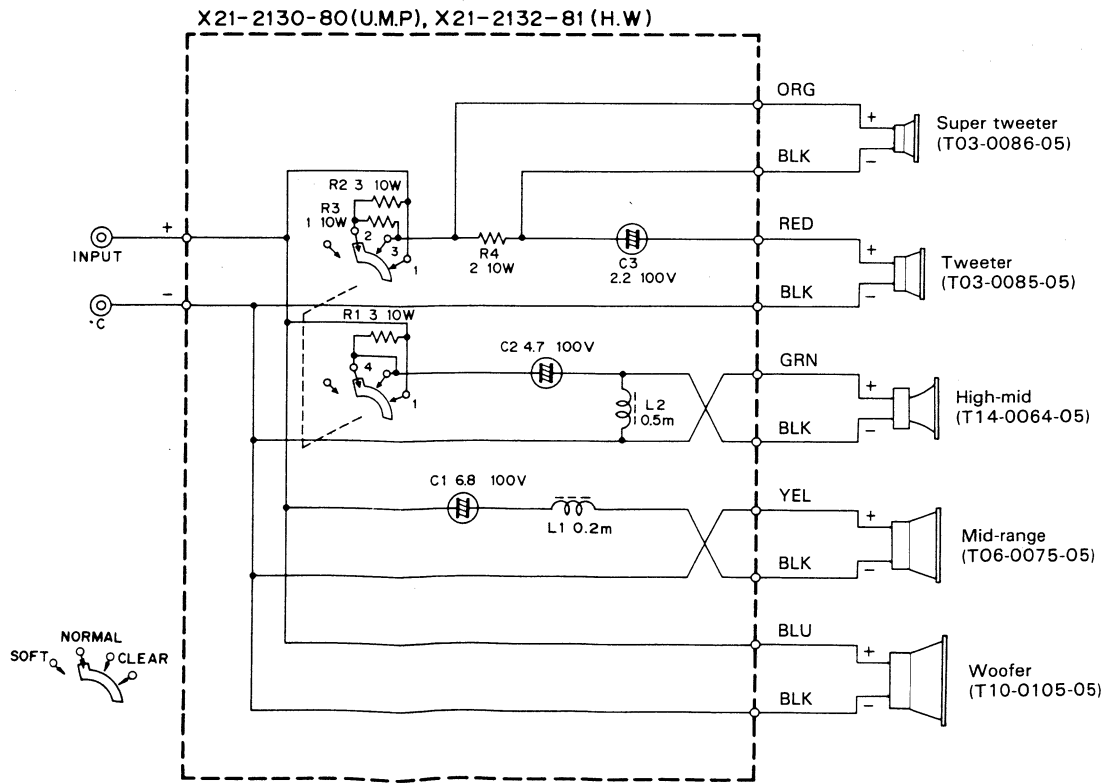 X21-2130-80(U.M.P), X21-2132-81(H.W)
ORG
+
Super tweeter
(T03-0086-05)
BLK
−
R2 3 10W
R3
1 10W
2
3
1
+
INPUT
R4
2 10W
C3
2.2 100V
RED
+
Tweeter
(T03-0085-05)
BLK
−
−
R1 3 10W
4
1
C2 4.7 100V
L2
0.5m
GRN
+
High-mid
(T14-0064-05)
BLK
−
C1 6.8 100V
L1 0.2m
YEL
+
Mid-range
(T06-0075-05)
BLK
−
BLU
+
Woofer
(T10-0105-05)
BLK
−
NORMAL
SOFT
CLEAR